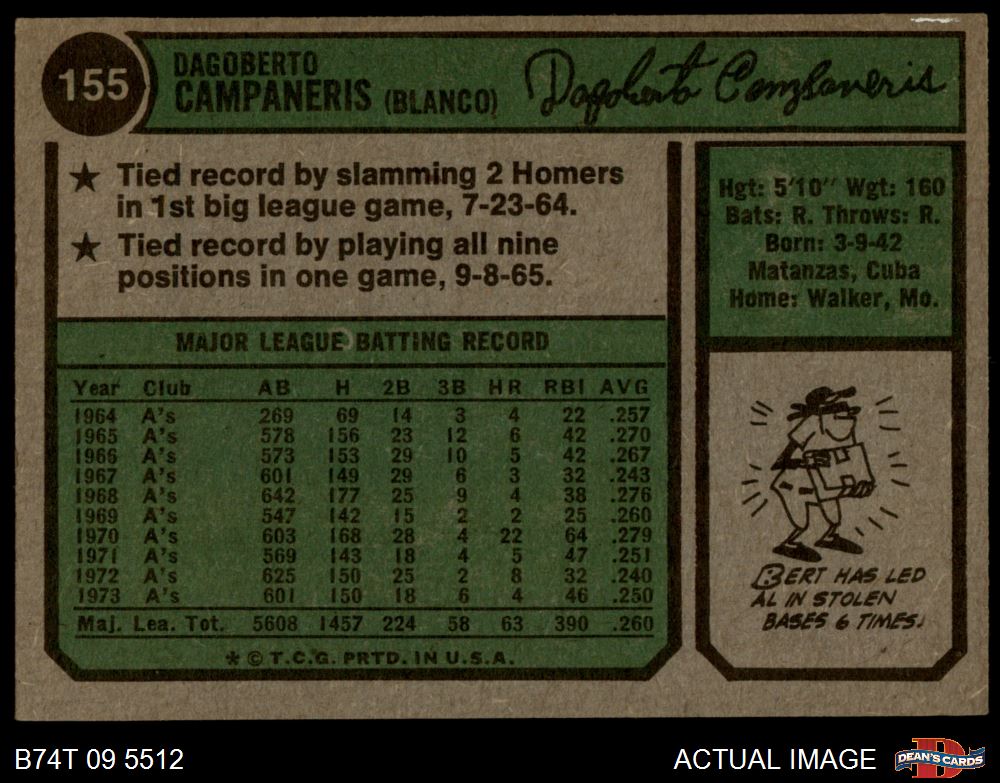 155
DAGOBERTO
CAMPANERIS (BLANCO)
Dagoberto Campaneris
★ Tied record by slamming 2 Homers
in 1st big league game, 7-23-64.
★ Tied record by playing all nine
positions in one game, 9-8-65.
Hgt: 5'10" Wgt: 160
Bats: R. Throws: R.
Born: 3-9-42
Matanzas, Cuba
Home: Walker, Mo.
MAJOR LEAGUE BATTING RECORD
Year Club AB H 2B 3B HR RBI AVG
1964 A's 269 69 14 3 4 22 .257
1965 A's 578 156 23 12 6 42 .270
1966 A's 573 153 29 10 5 42 .267
1967 A's 601 149 29 6 3 32 .243
1968 A's 642 177 25 9 4 38 .276
1969 A's 547 142 15 2 2 25 .260
1970 A's 603 168 28 4 22 64 .279
1971 A's 569 143 18 4 5 47 .251
1972 A's 625 150 25 2 8 32 .240
1973 A's 601 150 18 6 4 46 .250
Maj. Lea. Tot. 5608 1457 224 58 63 390 .260
* © T.C.G. PRTD. IN U.S.A.
BERT HAS LED
AL IN STOLEN
BASES 6 TIMES.
B74T 09 5512
ACTUAL IMAGE
D
DEAN'S CARDS